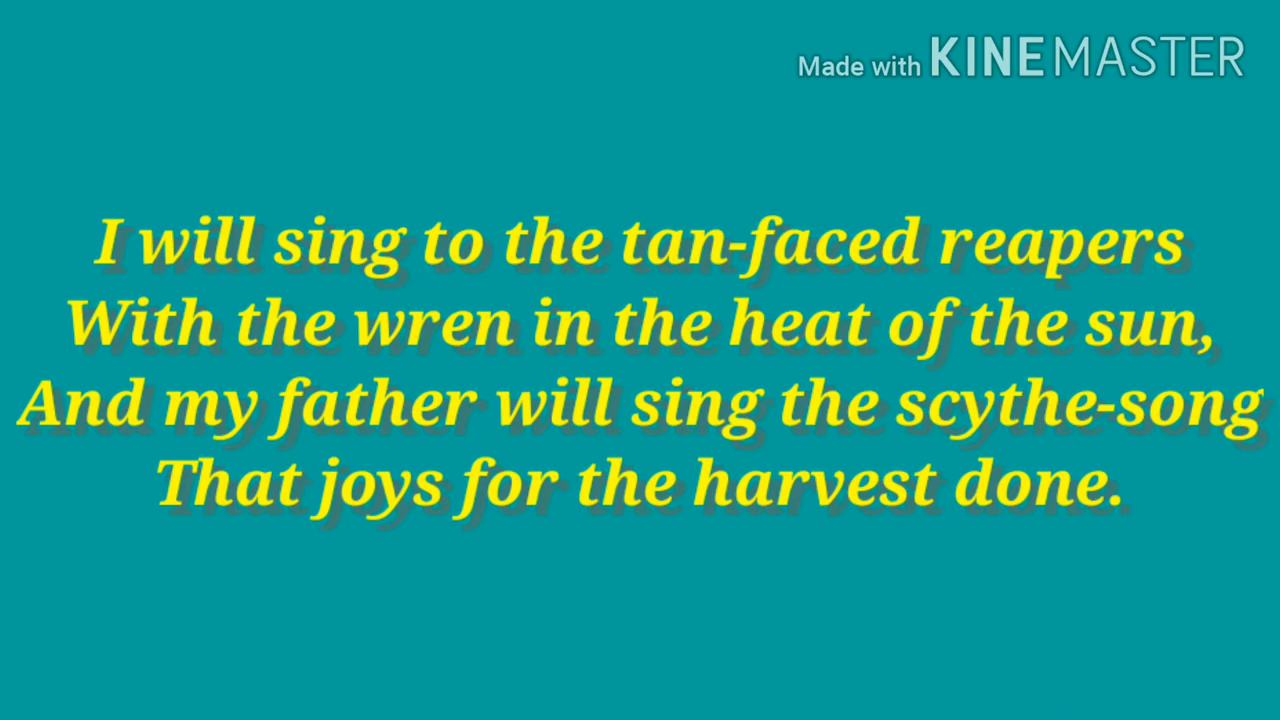 Made with KINEMASTER
I will sing to the tan-faced reapers
With the wren in the heat of the sun,
And my father will sing the scythe-song
That joys for the harvest done.